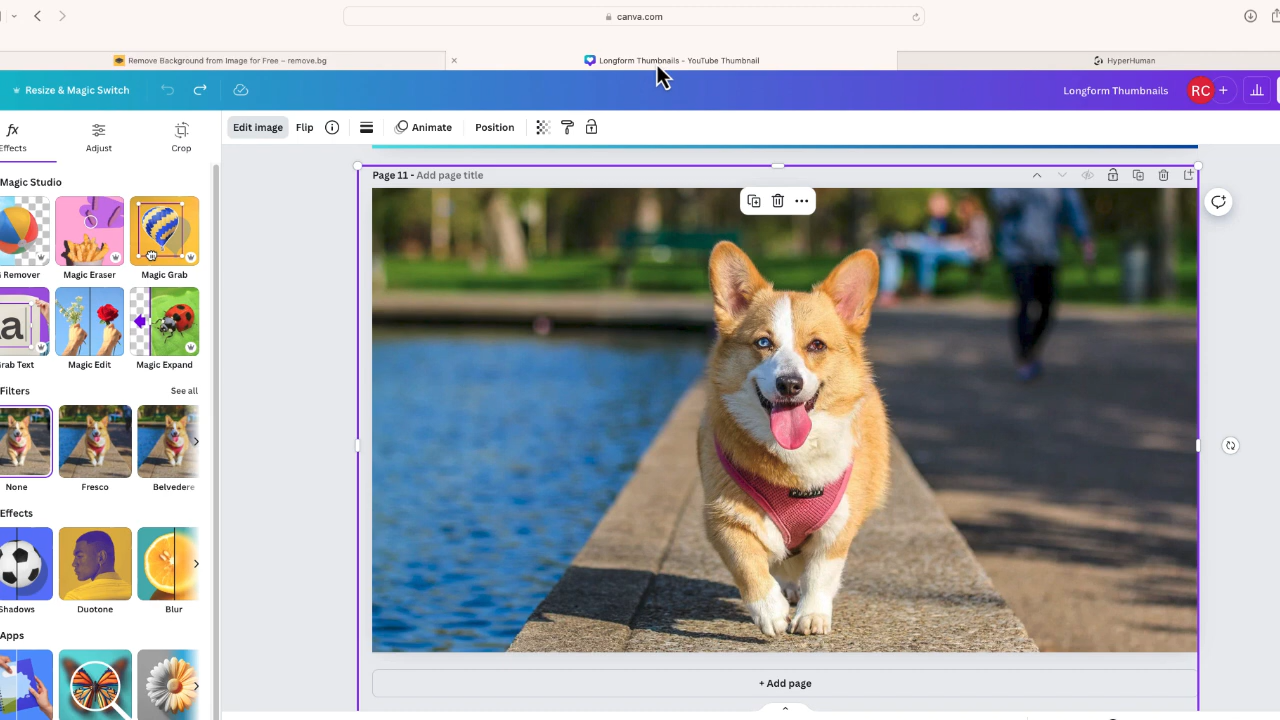 canva.com
Remove Background from Image for Free – remove.bg
Longform Thumbnails - YouTube Thumbnail
HyperHuman
Resize & Magic Switch
Longform Thumbnails
RC
fx
Effects
Adjust
Crop
Edit image
Flip
Animate
Position
Page 11 - Add page title
Magic Studio
Remover
Magic Eraser
Magic Grab
a
Grab Text
Magic Edit
Magic Expand
Filters
See all
None
Fresco
Belvedere
Effects
Shadows
Duotone
Blur
Apps
+ Add page